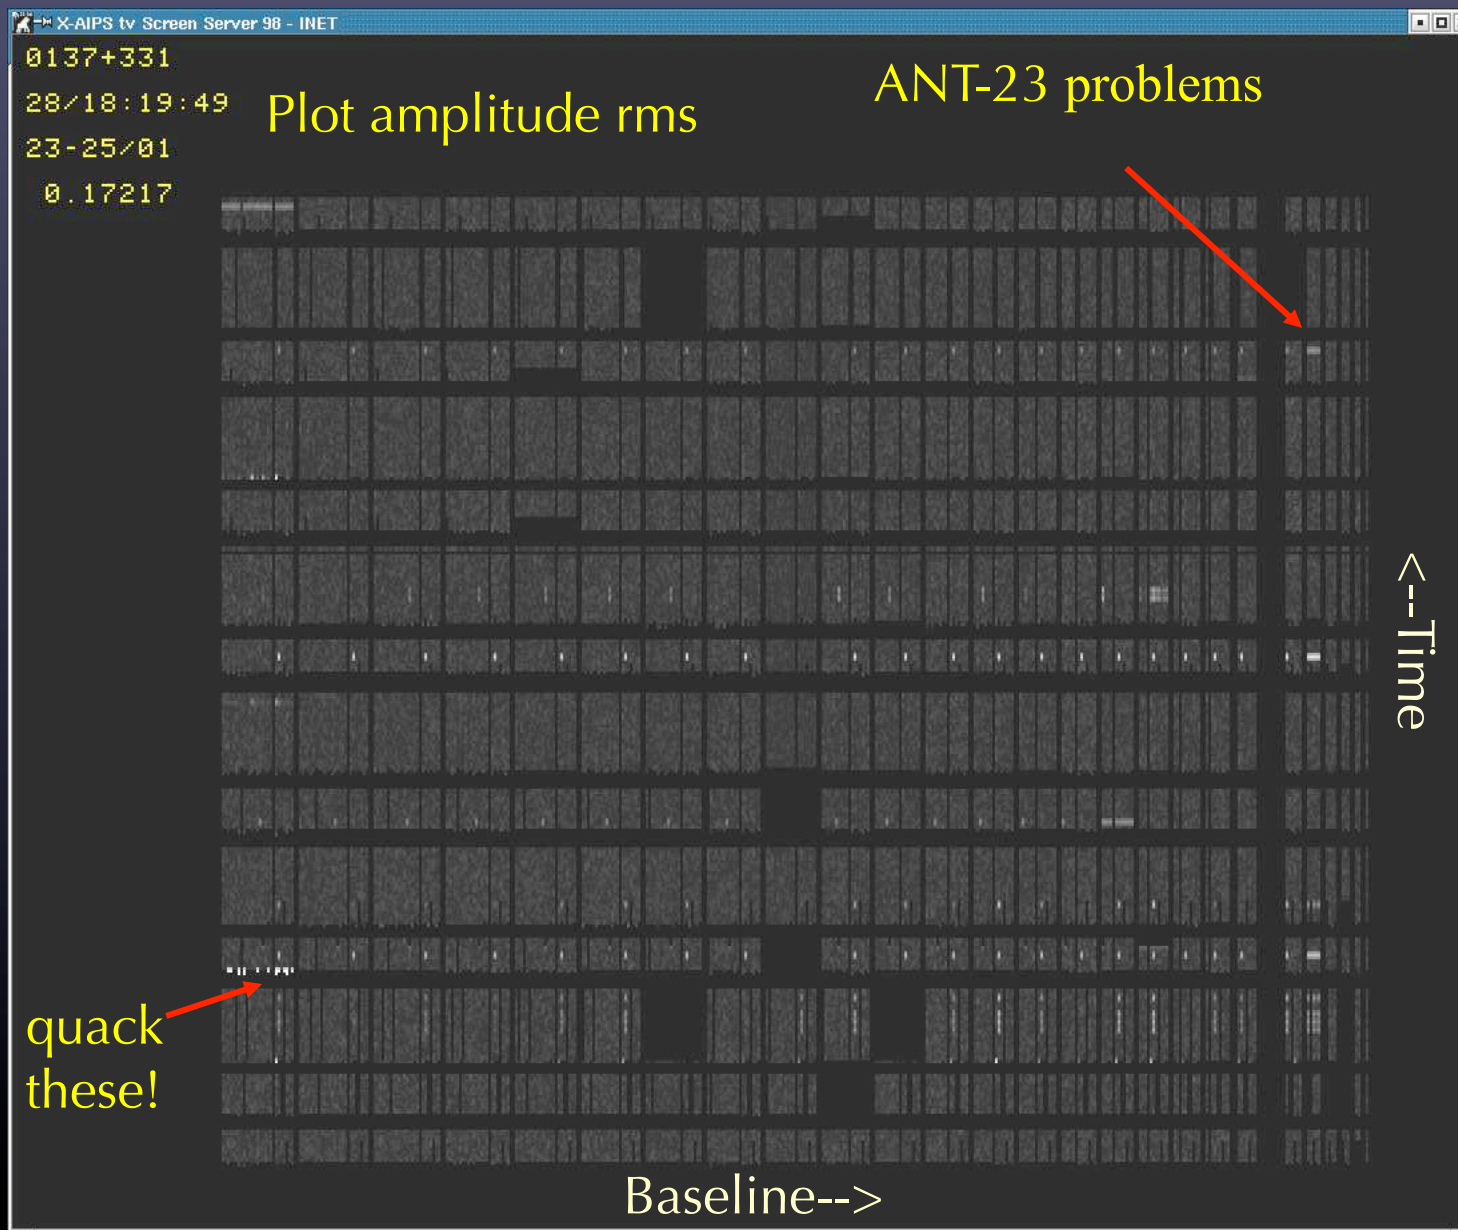 X-AIPS tv Screen Server 98 - INET
0137+331
28/18:19:49
23-25/01
0.17217
Plot amplitude rms
ANT-23 problems
<--Time
quack
these!
Baseline-->